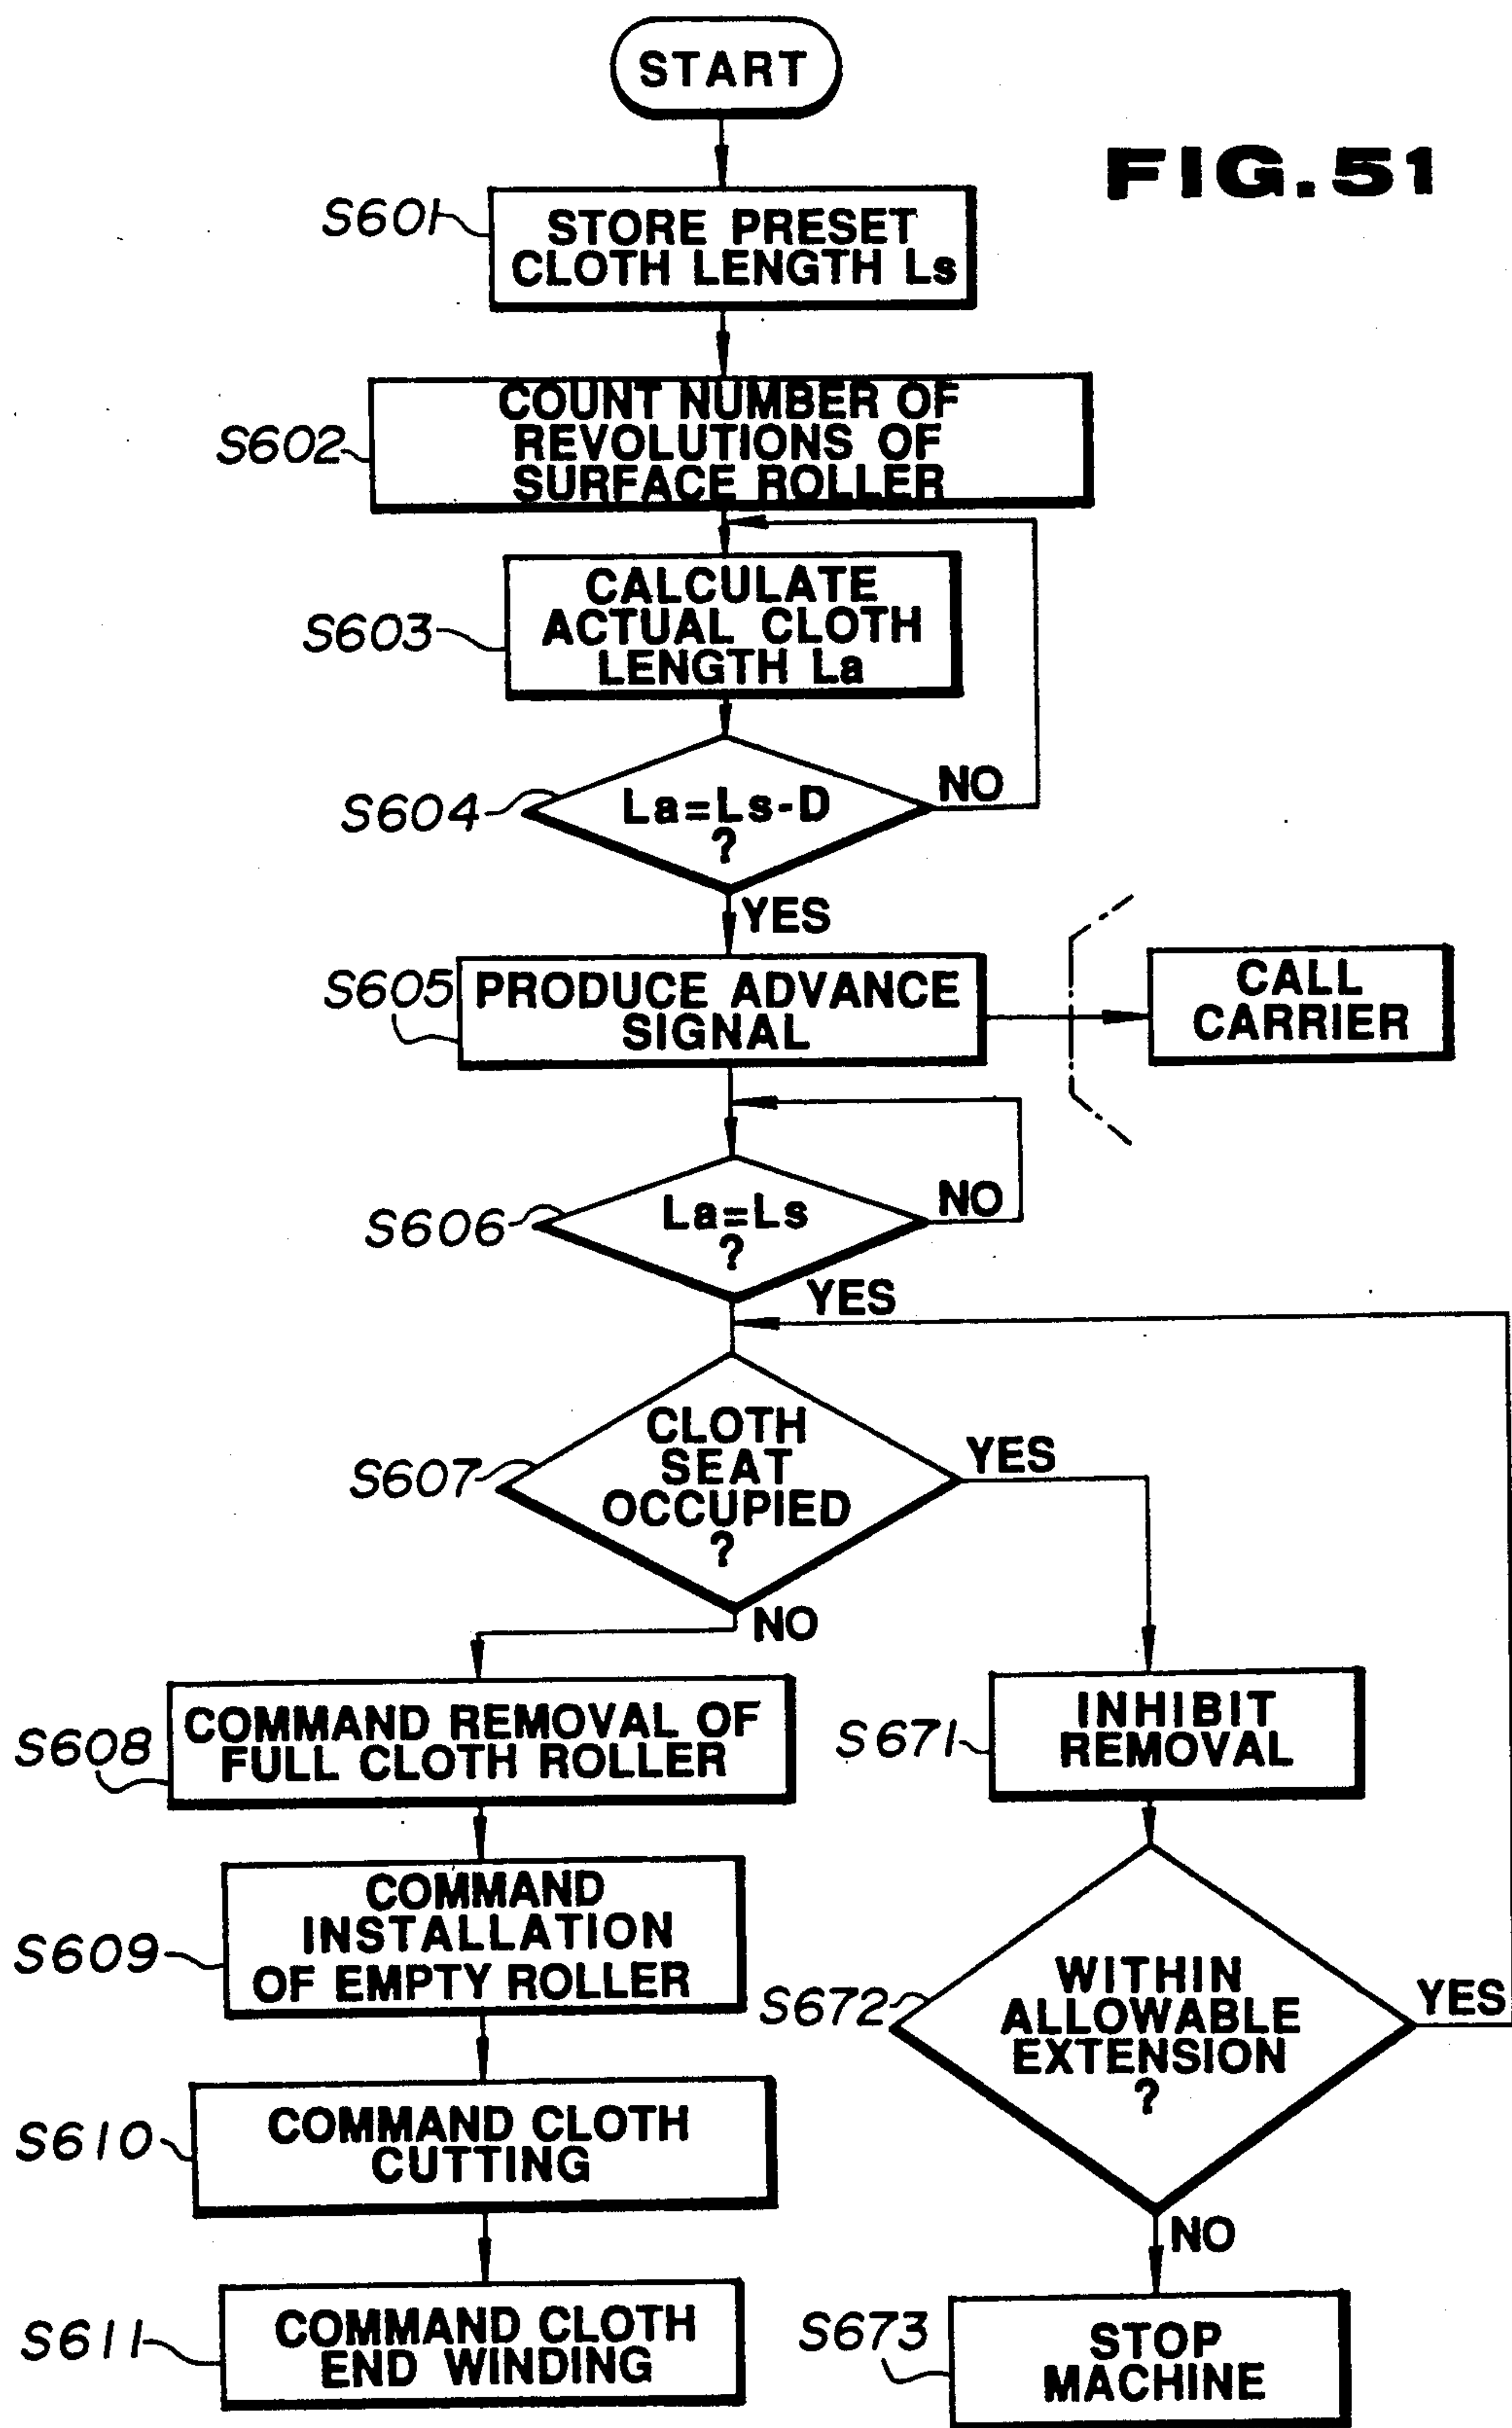 START
FIG.51
S601
STORE PRESET
CLOTH LENGTH Ls
S602
COUNT NUMBER OF
REVOLUTIONS OF
SURFACE ROLLER
S603
CALCULATE
ACTUAL CLOTH
LENGTH La
S604
La=Ls-D
?
NO
YES
S605
PRODUCE ADVANCE
SIGNAL
CALL
CARRIER
S606
La=Ls
?
NO
YES
S607
CLOTH
SEAT
OCCUPIED
?
YES
NO
S608
COMMAND REMOVAL OF
FULL CLOTH ROLLER
S671
INHIBIT
REMOVAL
S609
COMMAND
INSTALLATION
OF EMPTY ROLLER
S672
WITHIN
ALLOWABLE
EXTENSION
?
YES
NO
S610
COMMAND CLOTH
CUTTING
S611
COMMAND CLOTH
END WINDING
S673
STOP
MACHINE